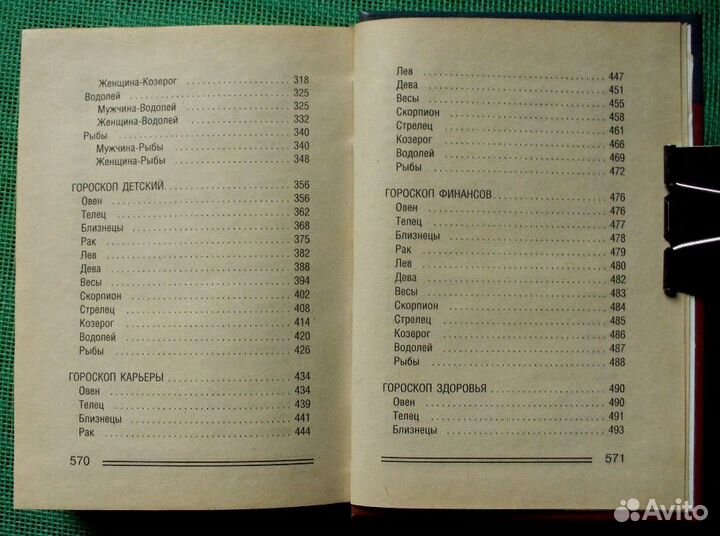 Женщина-Козерог 318
Водолей 325
Мужчина-Водолей 325
Женщина-Водолей 332
Рыбы 340
Мужчина-Рыбы 340
Женщина-Рыбы 348
ГОРОСКОП ДЕТСКИЙ 356
Овен 356
Телец 362
Близнецы 368
Рак 375
Лев 382
Дева 388
Весы 394
Скорпион 402
Стрелец 408
Козерог 414
Водолей 420
Рыбы 426
ГОРОСКОП КАРЬЕРЫ 434
Овен 434
Телец 439
Близнецы 441
Рак 444
570
Лев 447
Дева 451
Весы 455
Скорпион 458
Стрелец 461
Козерог 466
Водолей 469
Рыбы 472
ГОРОСКОП ФИНАНСОВ 476
Овен 476
Телец 477
Близнецы 478
Рак 479
Лев 480
Дева 482
Весы 483
Скорпион 484
Стрелец 485
Козерог 486
Водолей 487
Рыбы 488
ГОРОСКОП ЗДОРОВЬЯ 490
Овен 490
Телец 491
Близнецы 493
571
Avito